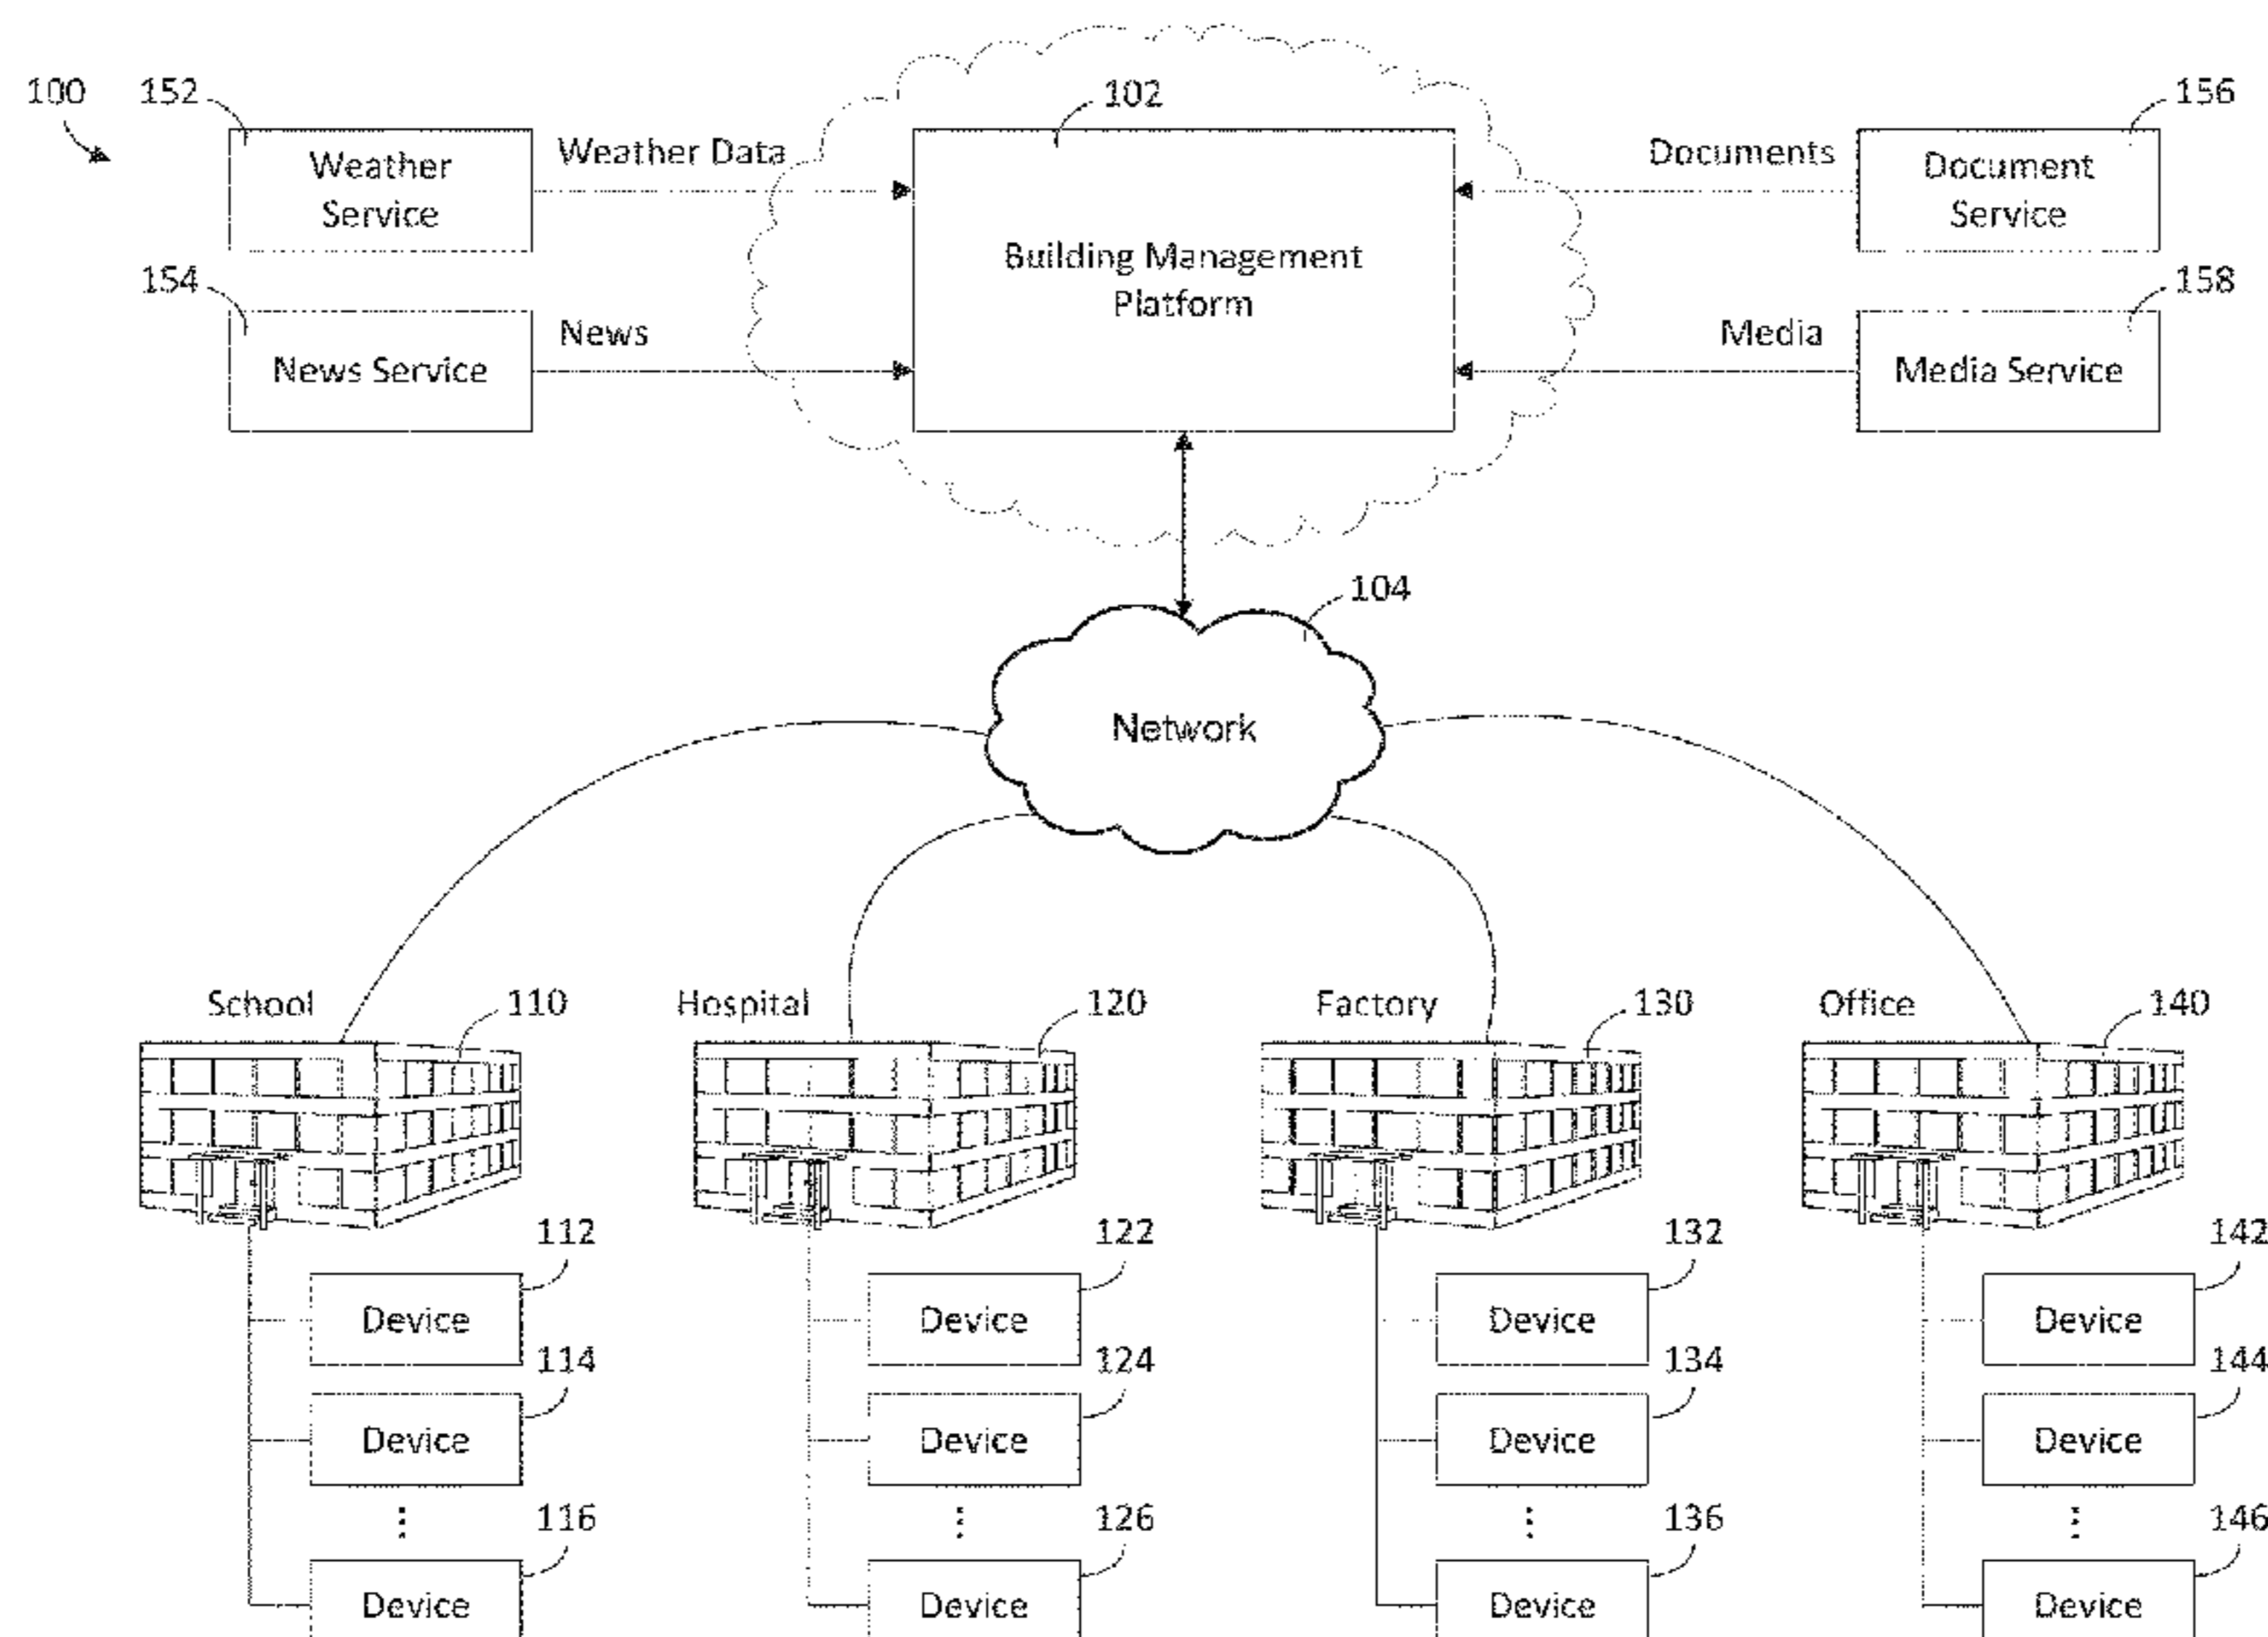 100
152
102
156
Weather Data
Documents
Weather
Service
Document
Service
Building Management
Platform
154
158
News
Media
News Service
Media Service
104
Network
School
110
Hospital
120
Factory
130
Office
140
112
122
132
142
Device
Device
Device
Device
114
124
134
144
Device
Device
Device
Device
⋮
⋮
⋮
⋮
116
126
136
146
Device
Device
Device
Device